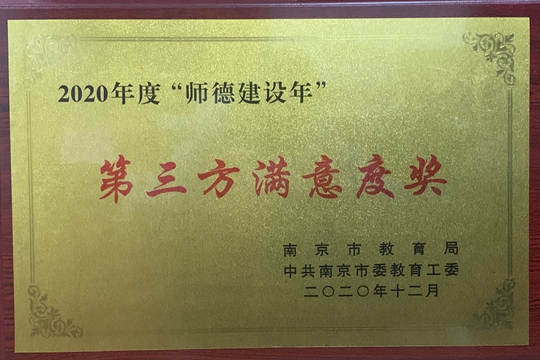 2020年度“师德建设年”
第三方满意度奖
南京市教育局
中共南京市委教育工委
二〇二〇年十二月